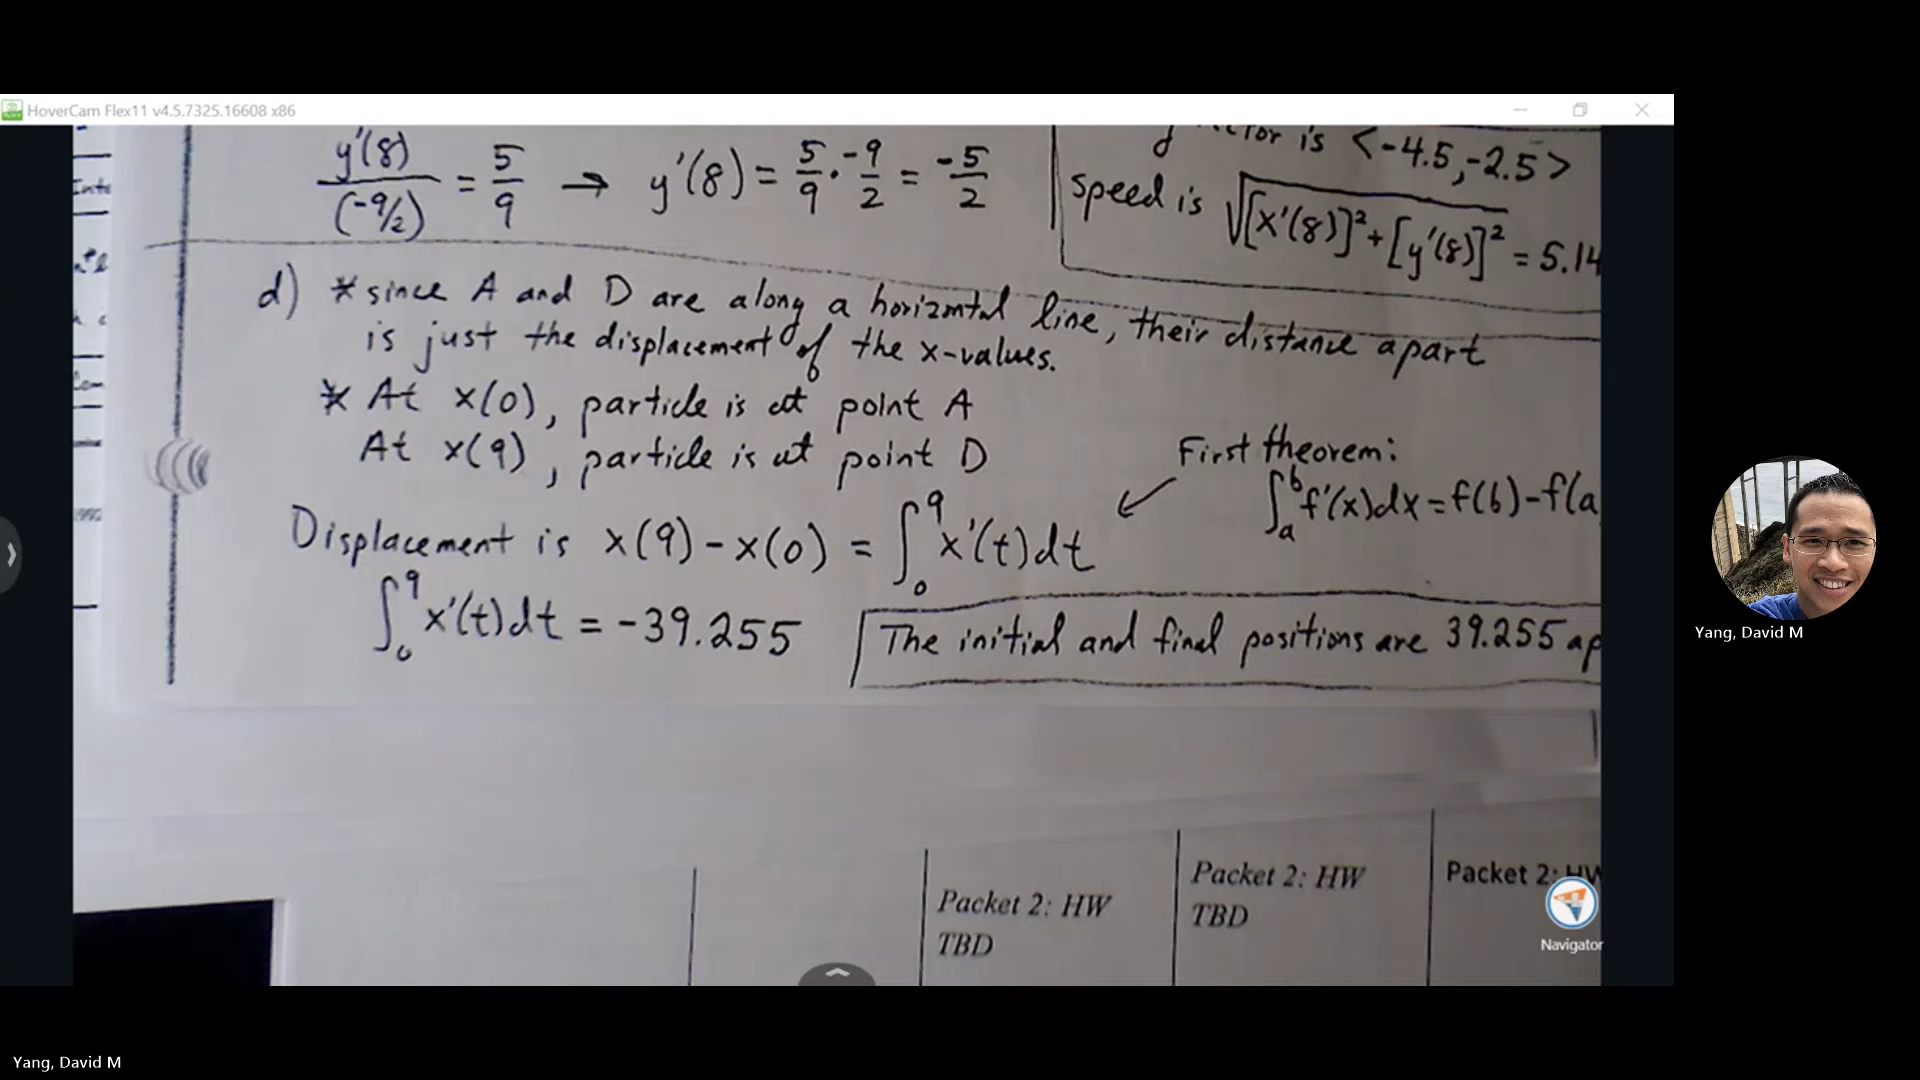 HoverCam Flex11 v4.5.7325.16608 x86
y'(8)/(-9/2) = 5/9 → y'(8) = 5/9 · -9/2 = -5/2
is <-4.5, -2.5>
speed is √[x'(8)]² + [y'(8)]² = 5.14
d) * since A and D are along a horizontal line, their distance apart
is just the displacement of the x-values.
* At x(0), particle is at point A
At x(9), particle is at point D
First theorem:
∫ₐᵇ f'(x)dx = f(b) - f(a
Displacement is x(9) - x(0) = ∫₀⁹ x'(t)dt
∫₀⁹ x'(t)dt = -39.255
The initial and final positions are 39.255 ap
Packet 2: HW
TBD
Packet 2: HW
TBD
Packet 2: HW
Navigator
Yang, David M
Yang, David M